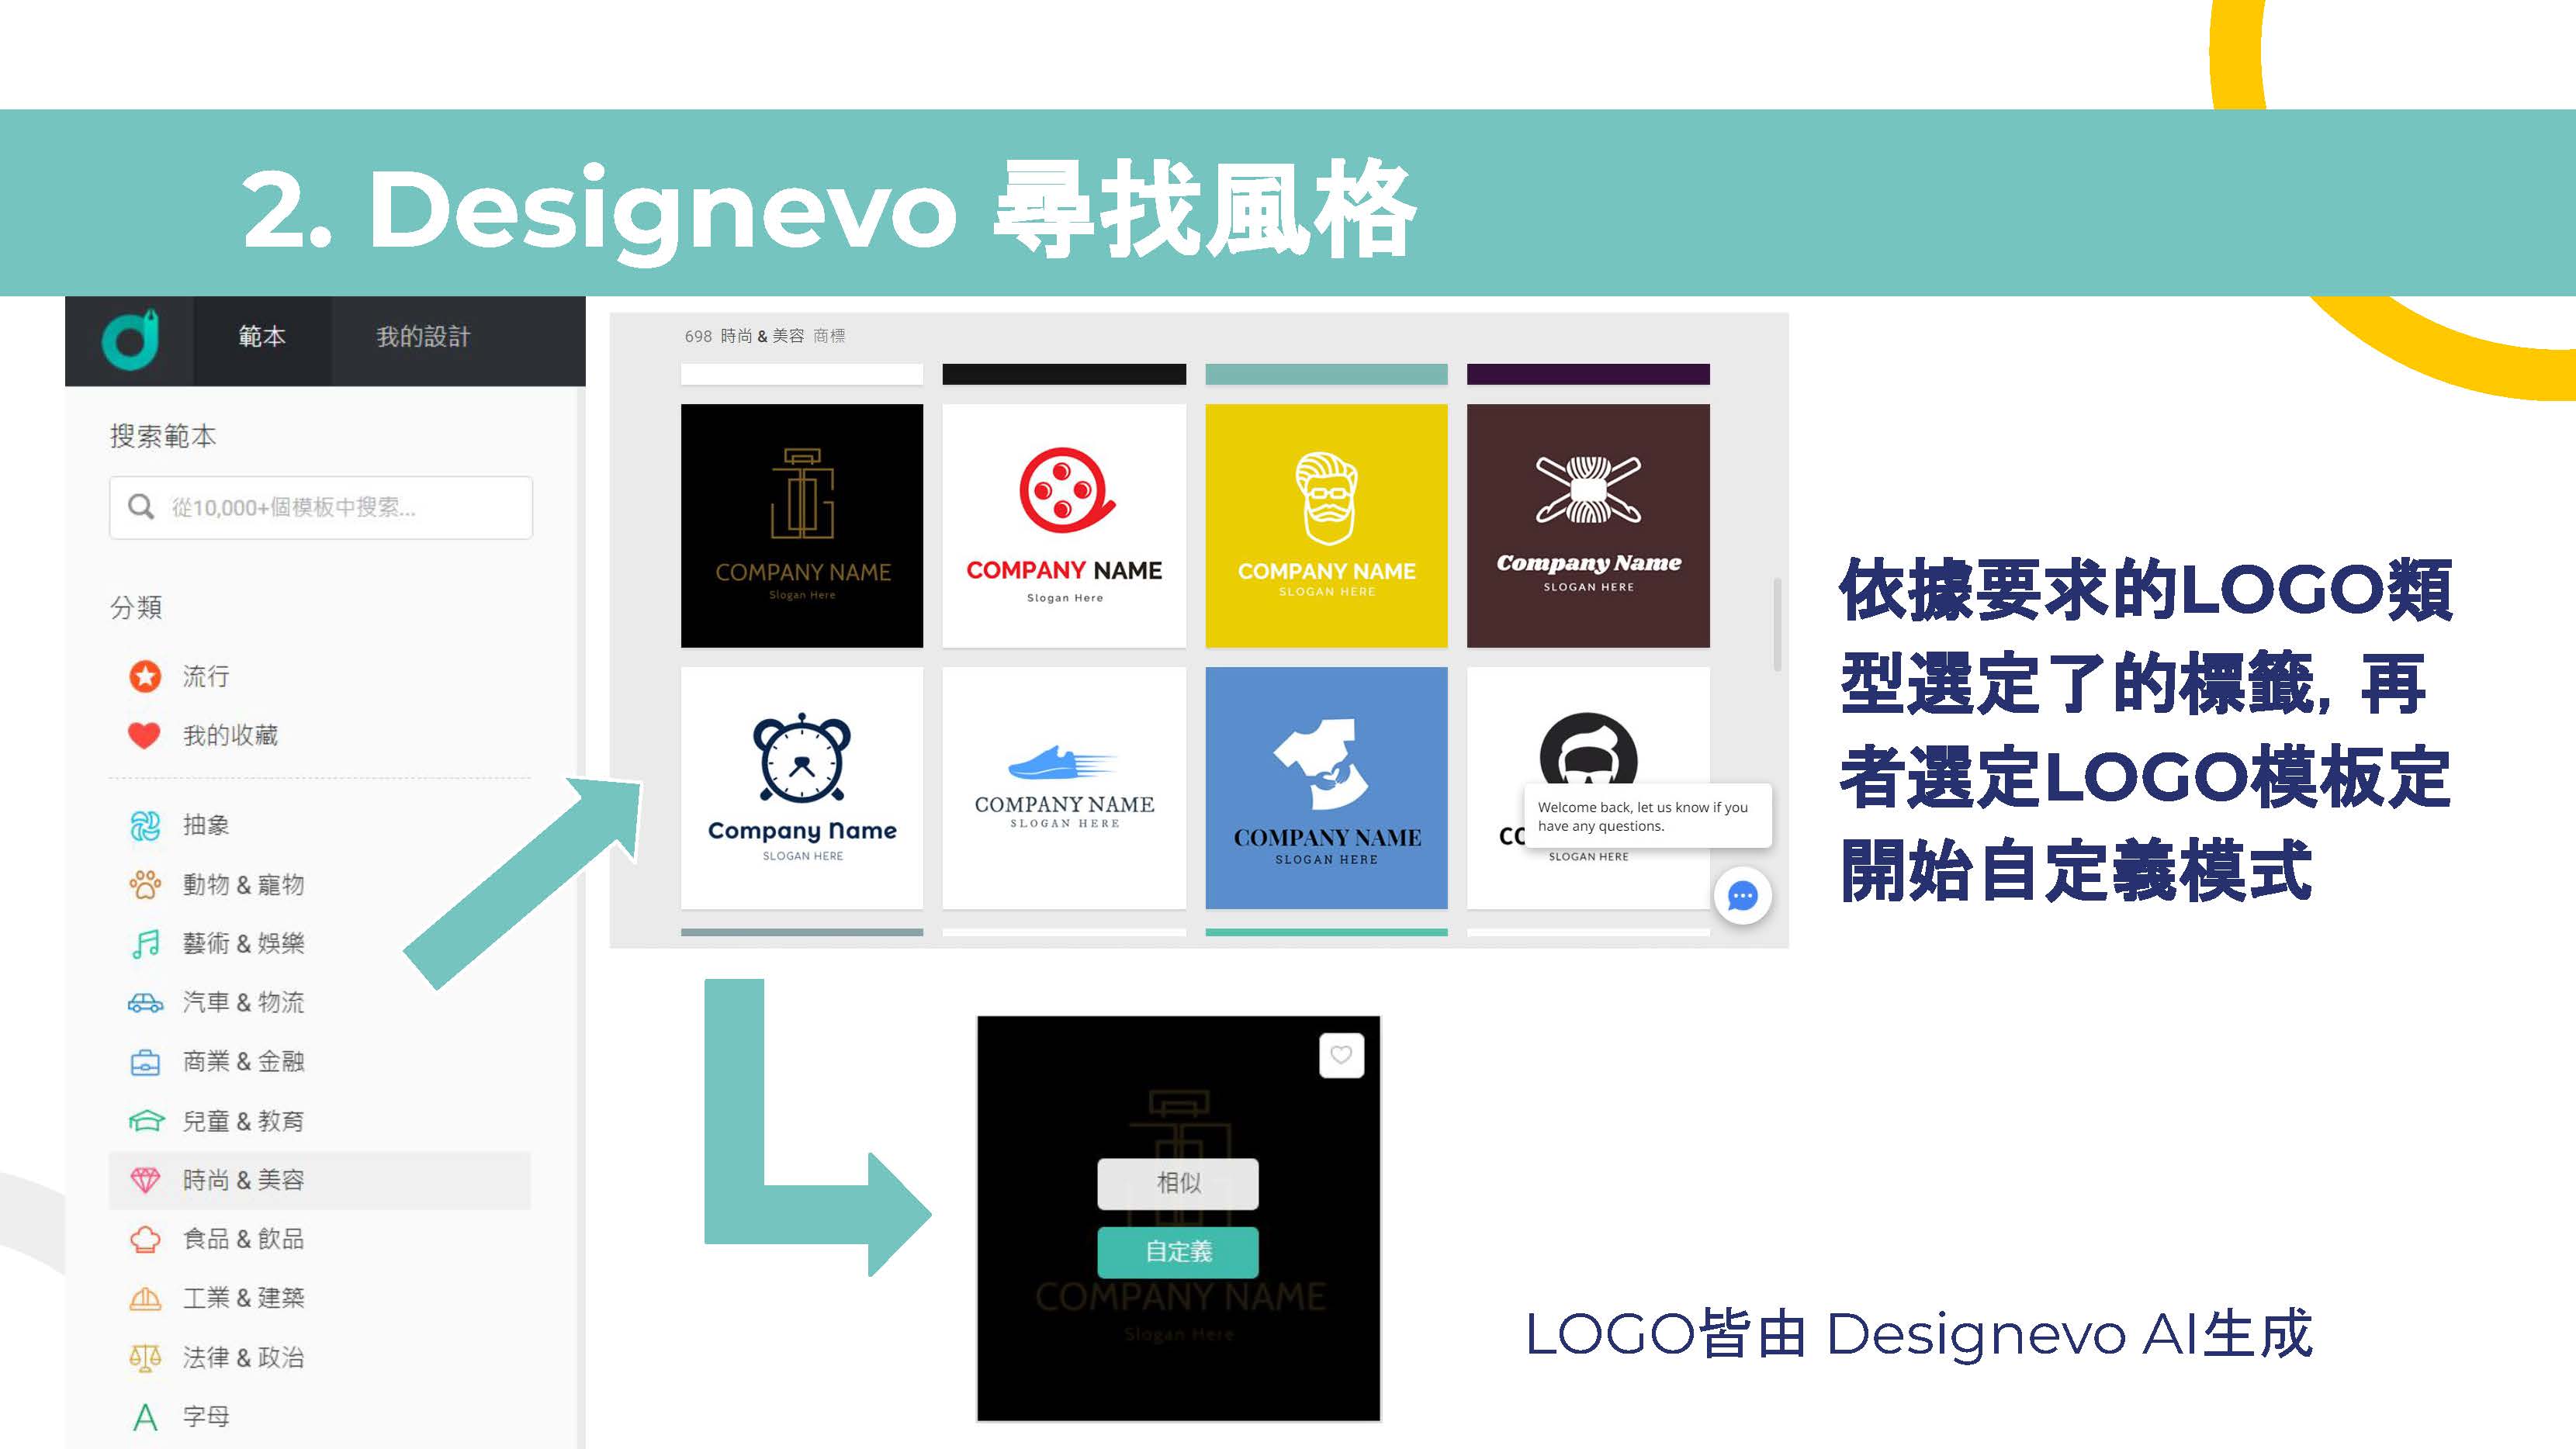 2. Designevo 尋找風格
範本
我的設計
搜索範本
從10,000+個模板中搜索...
分類
流行
我的收藏
抽象
動物 & 寵物
藝術 & 娛樂
汽車 & 物流
商業 & 金融
兒童 & 教育
時尚 & 美容
食品 & 飲品
工業 & 建築
法律 & 政治
字母
698 時尚 & 美容 商標
COMPANY NAME
Slogan Here
COMPANY NAME
Slogan Here
COMPANY NAME
SLOGAN HERE
Company Name
SLOGAN HERE
Company Name
SLOGAN HERE
COMPANY NAME
SLOGAN HERE
COMPANY NAME
SLOGAN HERE
CO
SLOGAN HERE
Welcome back, let us know if you
have any questions.
相似
自定義
COMPANY NAME
Slogan Here
依據要求的LOGO類
型選定了的標籤, 再
者選定LOGO模板定
開始自定義模式
LOGO皆由 Designevo AI生成